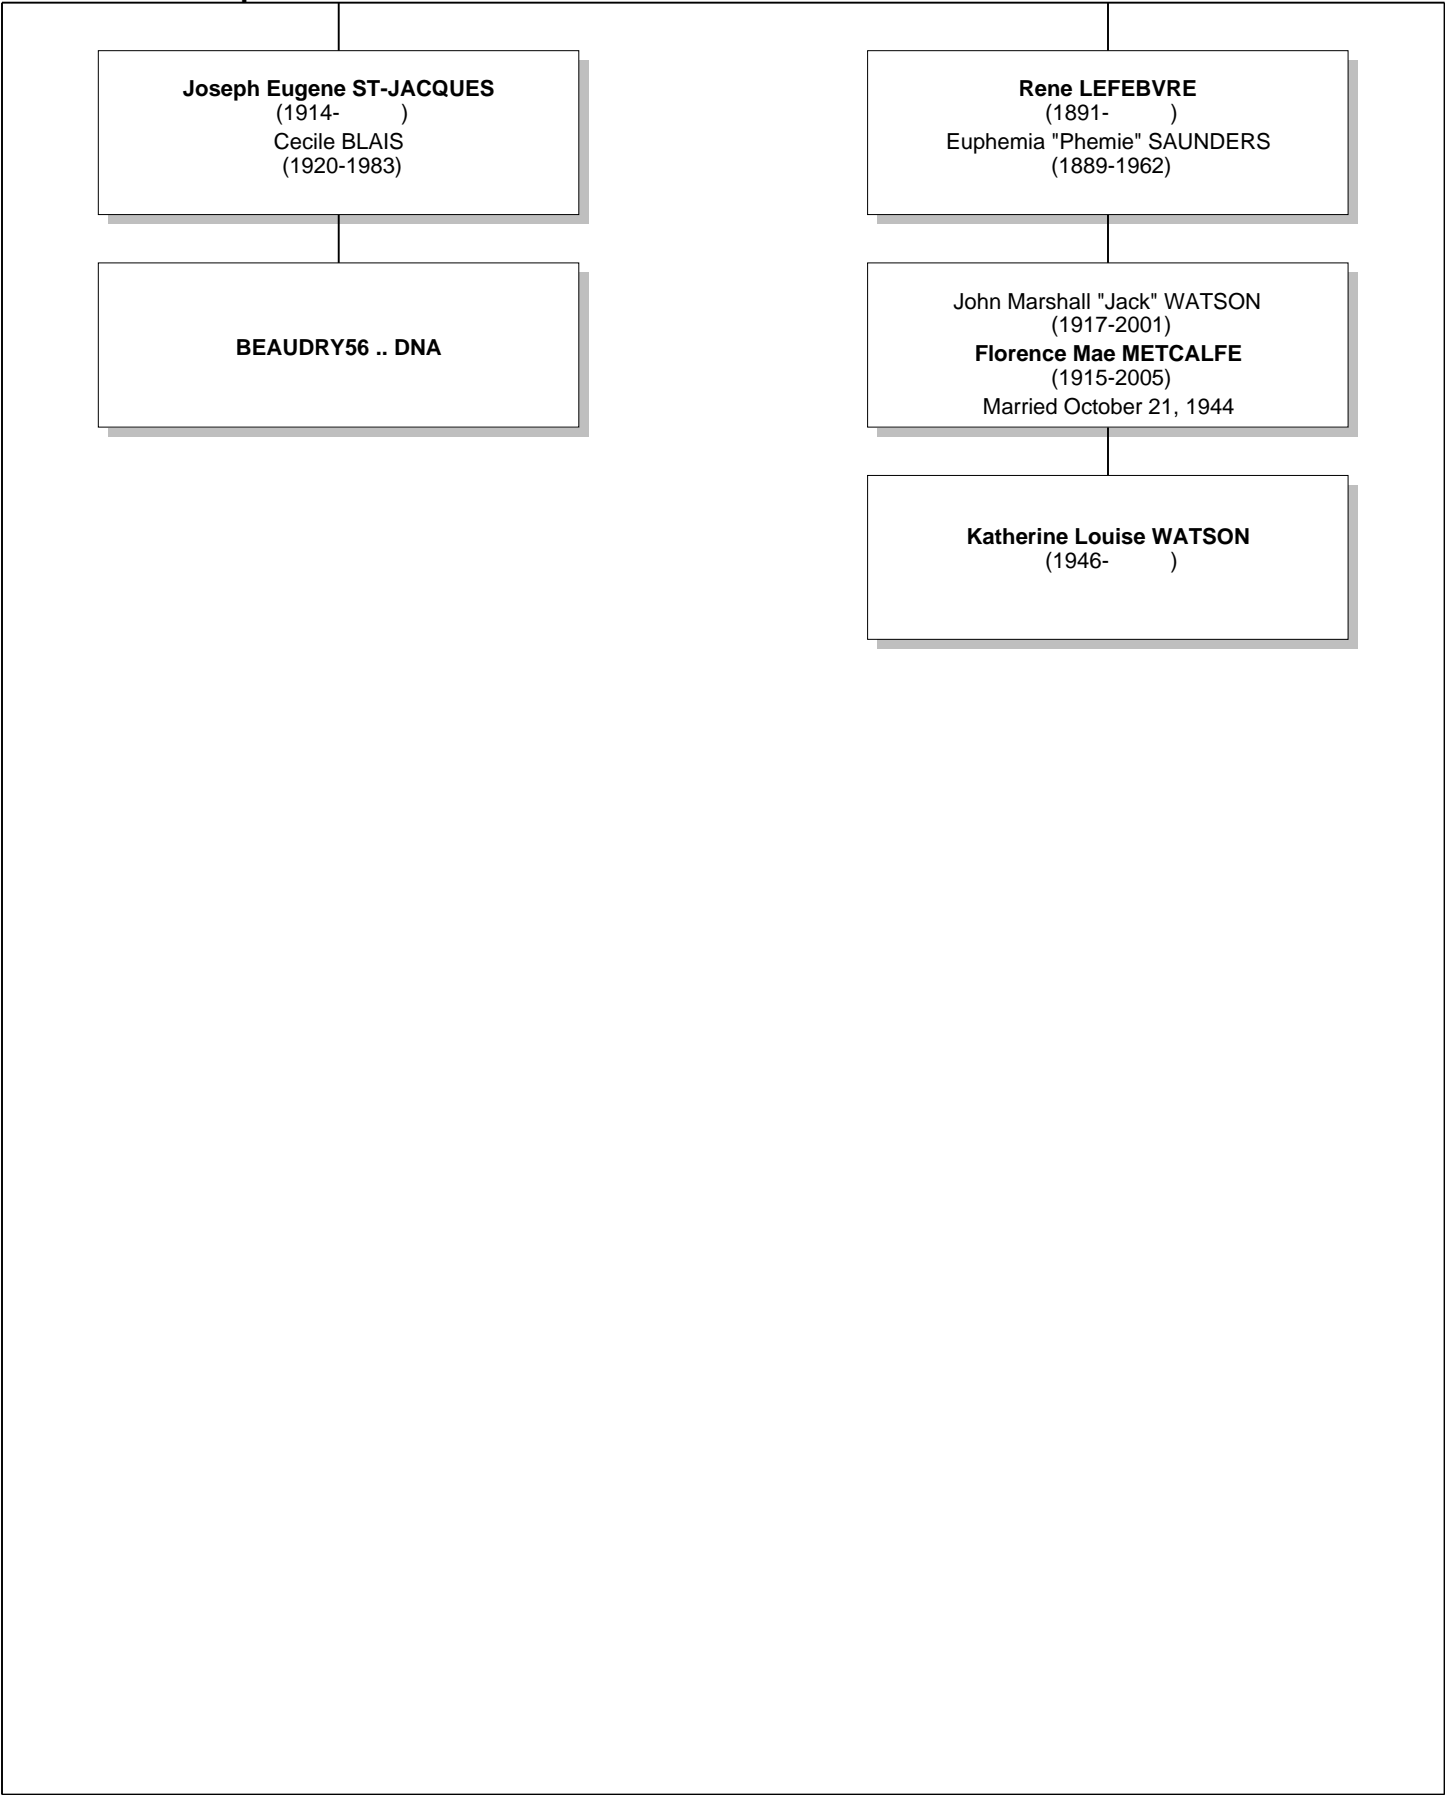 Joseph Eugene ST-JACQUES
(1914- )
Cecile BLAIS
(1920-1983)
Rene LEFEBVRE
(1891- )
Euphemia "Phemie" SAUNDERS
(1889-1962)
BEAUDRY56 .. DNA
John Marshall "Jack" WATSON
(1917-2001)
Florence Mae METCALFE
(1915-2005)
Married October 21, 1944
Katherine Louise WATSON
(1946- )